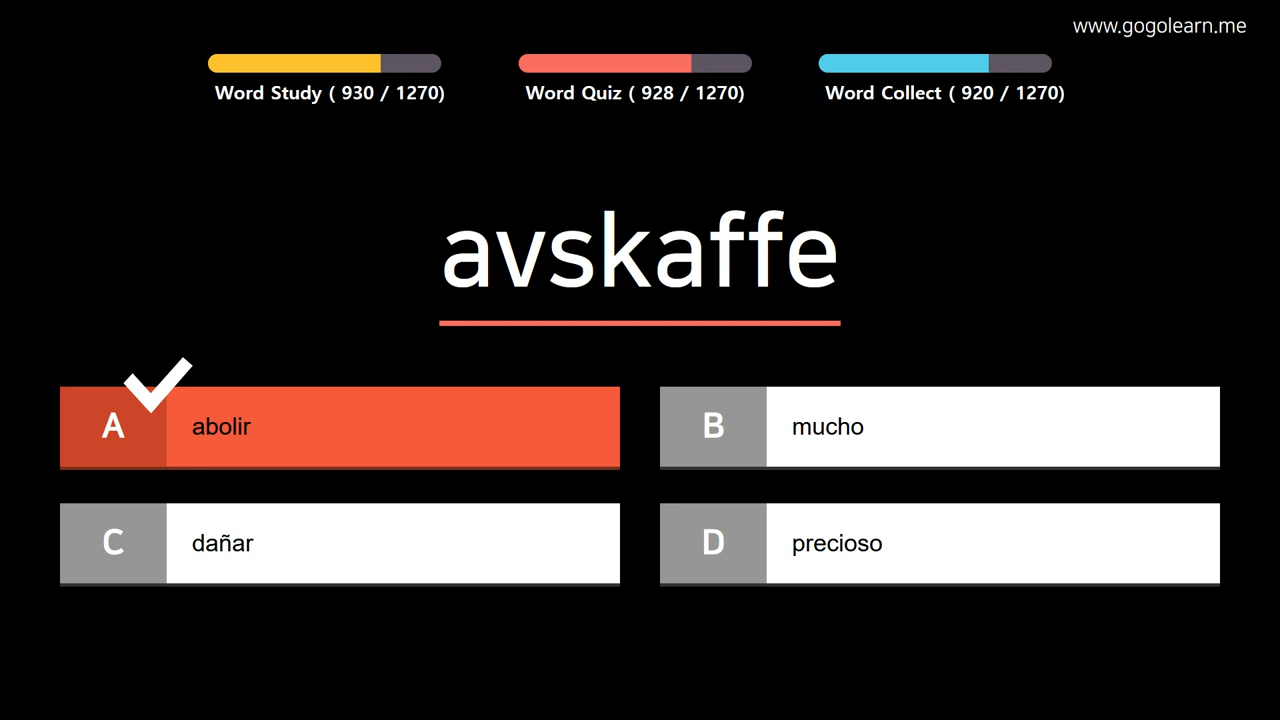 www.gogolearn.me
Word Study ( 930 / 1270)
Word Quiz ( 928 / 1270)
Word Collect ( 920 / 1270)
avskaffe
A abolir
B mucho
C dañar
D precioso